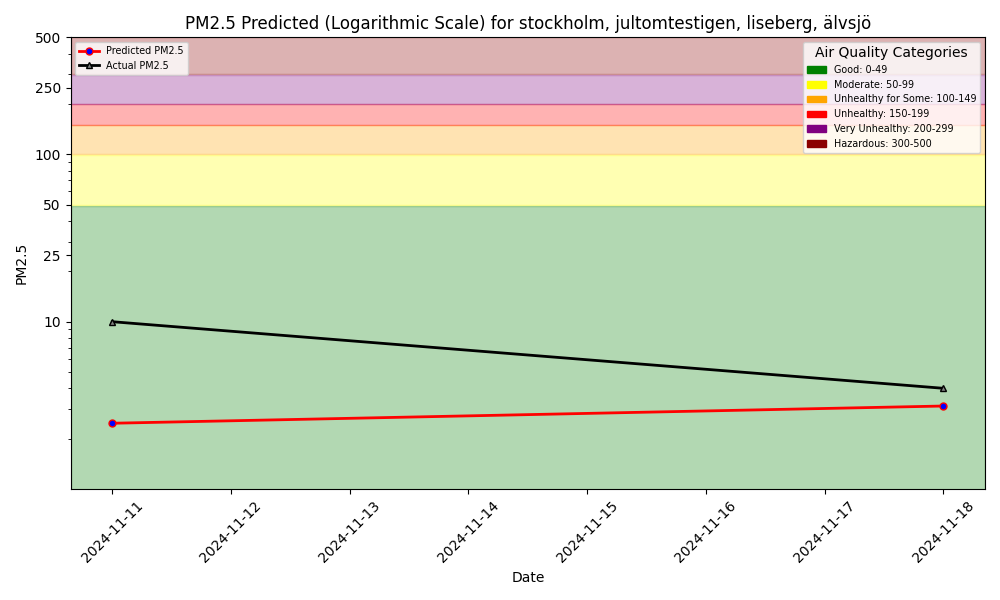 PM2.5 Predicted (Logarithmic Scale) for stockholm, jultomtestigen, liseberg, älvsjö
500
250
100
50
25
10
PM2.5
Predicted PM2.5
Actual PM2.5
Air Quality Categories
Good: 0-49
Moderate: 50-99
Unhealthy for Some: 100-149
Unhealthy: 150-199
Very Unhealthy: 200-299
Hazardous: 300-500
2024-11-11
2024-11-12
2024-11-13
2024-11-14
2024-11-15
2024-11-16
2024-11-17
2024-11-18
Date